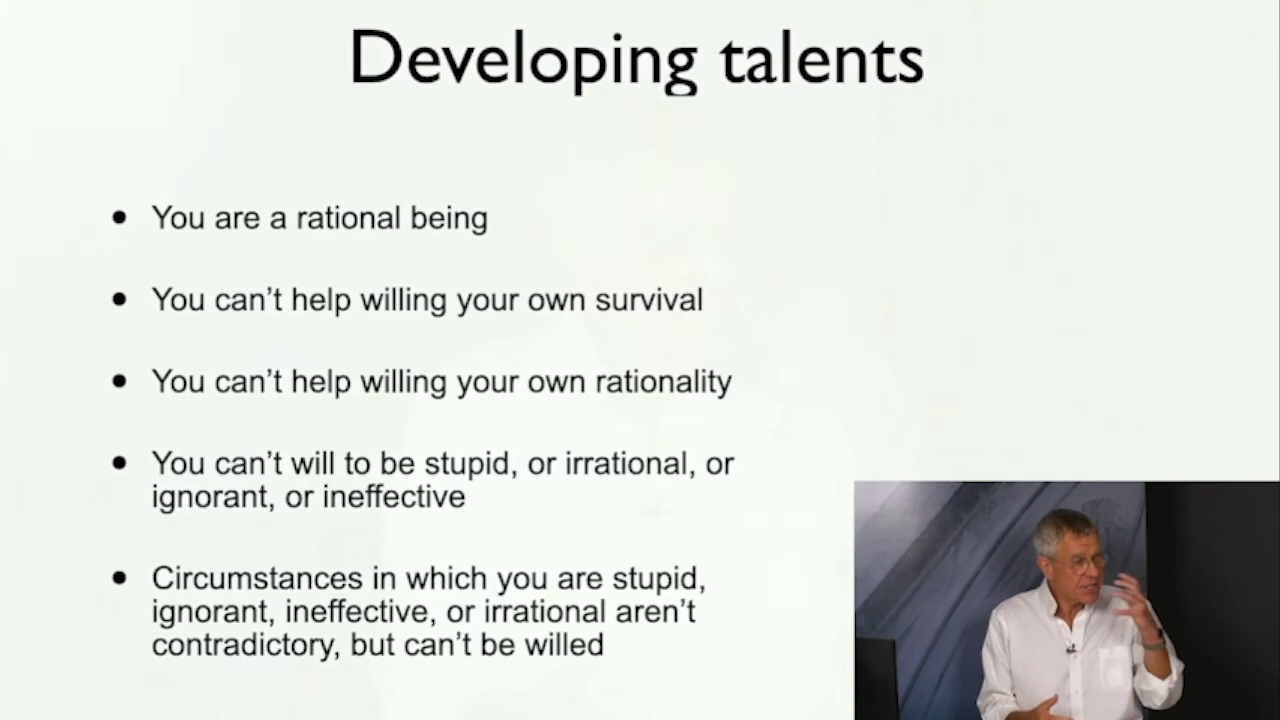 Developing talents
• You are a rational being
• You can’t help willing your own survival
• You can’t help willing your own rationality
• You can’t will to be stupid, or irrational, or
ignorant, or ineffective
• Circumstances in which you are stupid,
ignorant, ineffective, or irrational aren’t
contradictory, but can’t be willed